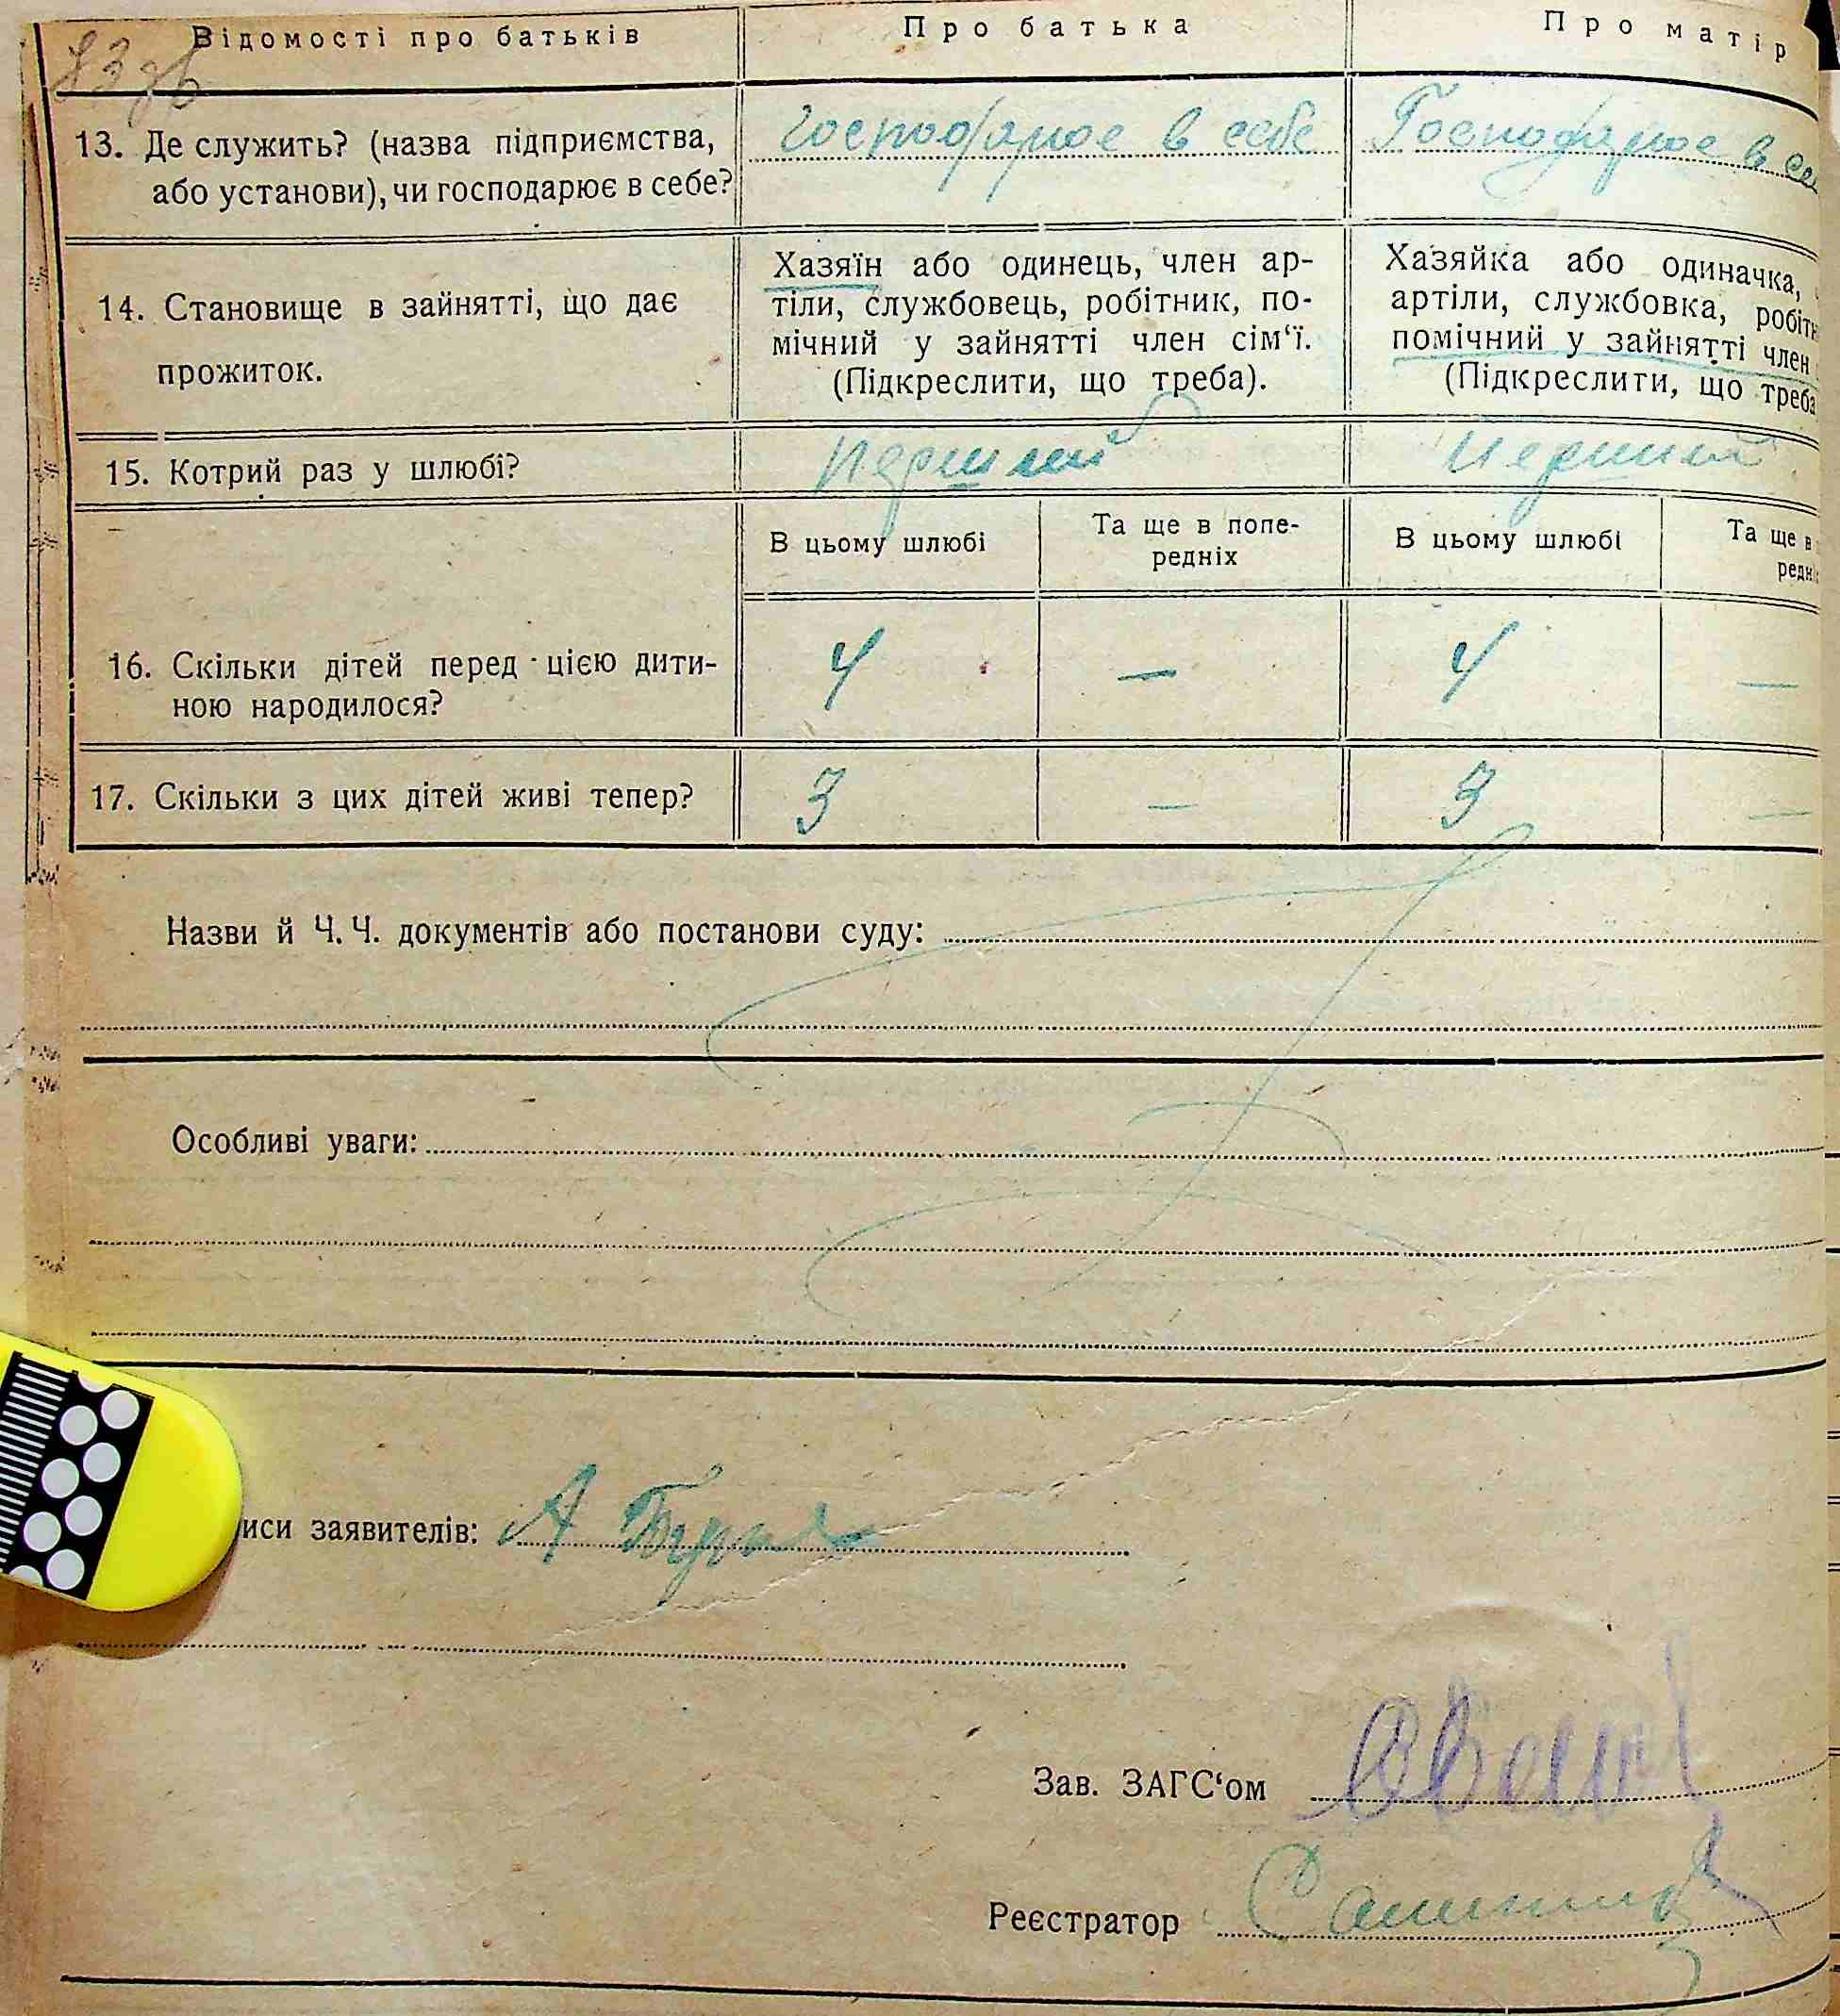 83 зв
Відомості про батьків
Про батька
Про матір
13. Де служить? (назва підприємства,
або установи), чи господарює в себе?
господарює в себе
Господарює в се
14. Становище в зайнятті, що дає
прожиток.
Хазяїн або одинець, член ар-
тіли, службовець, робітник, по-
мічний у зайнятті член сім‘ї.
(Підкреслити, що треба).
Хазяйка або одиначка,
артіли, службовка, робітн
помічний у зайнятті член
(Підкреслити, що треба
15. Котрий раз у шлюбі?
перший
перший
В цьому шлюбі
Та ще в попе-
редніх
В цьому шлюбі
Та ще в
редні
16. Скільки дітей перед цією дити-
ною народилося?
4
—
4
—
17. Скільки з цих дітей живі тепер?
3
—
3
—
Назви й Ч. Ч. документів або постанови суду:
Особливі уваги:
иси заявителів: А
Зав. ЗАГС‘ом
Реєстратор